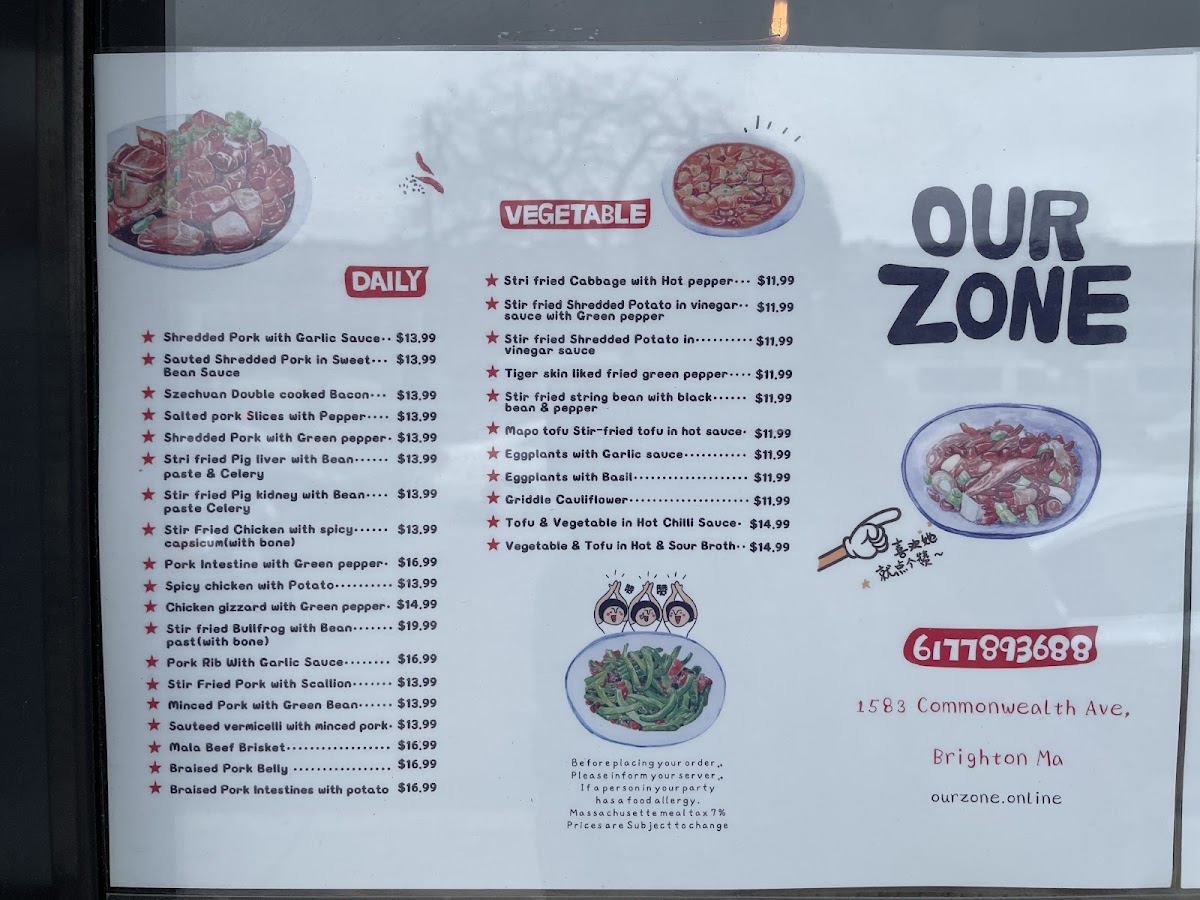 DAILY
★ Shredded Pork with Garlic Sauce·· $13.99
★ Sauted Shredded Pork in Sweet··· $13.99
Bean Sauce
★ Szechuan Double cooked Bacon··· $13.99
★ Salted pork Slices with Pepper···· $13.99
★ Shredded Pork with Green pepper· $13.99
★ Stri fried Pig liver with Bean······ $13.99
paste & Celery
★ Stir fried Pig kidney with Bean···· $13.99
paste Celery
★ Stir Fried Chicken with spicy······ $13.99
capsicum(with bone)
★ Pork Intestine with Green pepper· $16.99
★ Spicy chicken with Potato·········· $13.99
★ Chicken gizzard with Green pepper· $14.99
★ Stir fried Bullfrog with Bean······· $19.99
past(with bone)
★ Pork Rib With Garlic Sauce········ $16.99
★ Stir Fried Pork with Scallion······· $13.99
★ Minced Pork with Green Bean······ $13.99
★ Sauteed vermicelli with minced pork· $13.99
★ Mala Beef Brisket·················· $16.99
★ Braised Pork Belly ················· $16.99
★ Braised Pork Intestines with potato $16.99
VEGETABLE
★ Stri fried Cabbage with Hot pepper··· $11.99
★ Stir fried Shredded Potato in vinegar·· $11.99
sauce with Green pepper
★ Stir fried Shredded Potato in·········· $11.99
vinegar sauce
★ Tiger skin liked fried green pepper···· $11.99
★ Stir fried string bean with black······ $11.99
bean & pepper
★ Mapo tofu Stir-fried tofu in hot sauce· $11.99
★ Eggplants with Garlic sauce··········· $11.99
★ Eggplants with Basil···················· $11.99
★ Griddle Cauliflower····················· $11.99
★ Tofu & Vegetable in Hot Chilli Sauce· $14.99
★ Vegetable & Tofu in Hot & Sour Broth·· $14.99
Before placing your order,,
Please inform your server,,
If a person in your party
has a food allergy.
Massachusette meal tax 7%
Prices are Subject to change
OUR
ZONE
喜欢她
就点个赞~
6177893688
1583 Commonwealth Ave,
Brighton Ma
ourzone.online